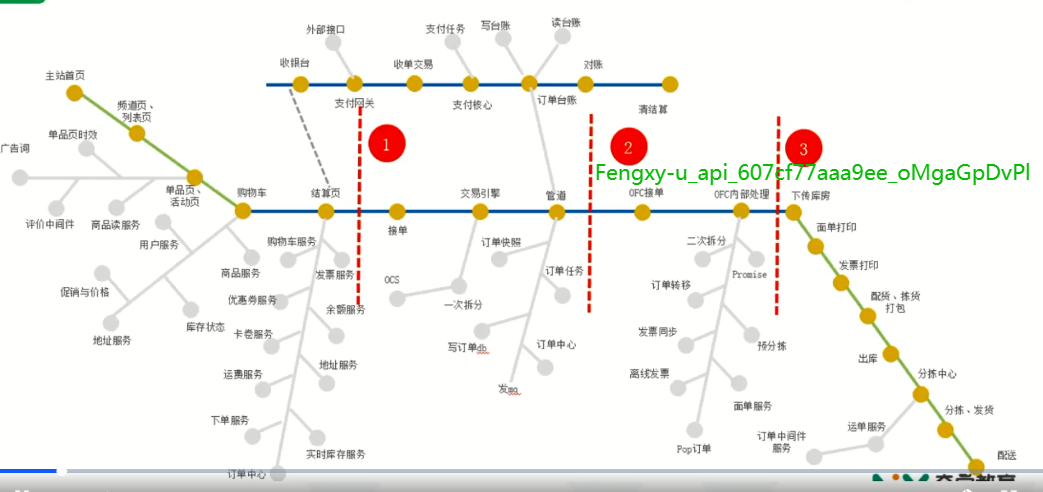 外部接口
支付任务
写台账
读台账
收银台
收单交易
对账
主站首页
支付网关
支付核心
订单台账
清结算
频道页、
列表页
单品页时效
广告词
1
2
3
Fengxy-u_api_607cf77aaa9ee_oMgaGpDvPl
单品页、
活动页
购物车
结算页
交易引擎
管道
OFC接单
OFC内部处理
下传库房
评价中间件
商品读服务
接单
面单打印
用户服务
购物车服务
订单快照
二次拆分
商品服务
发票服务
OCS
订单任务
Promise
发票打印
促销与价格
优惠券服务
余额服务
一次拆分
订单转移
配货、拣货
打包
地址服务
库存状态
卡卷服务
写订单db
订单中心
发票同步
预分拣
出库
运费服务
地址服务
发mq
离线发票
分拣中心
下单服务
面单服务
分拣、发货
实时库存服务
Pop订单
订单中间件
服务
运单服务
配送
订单中心